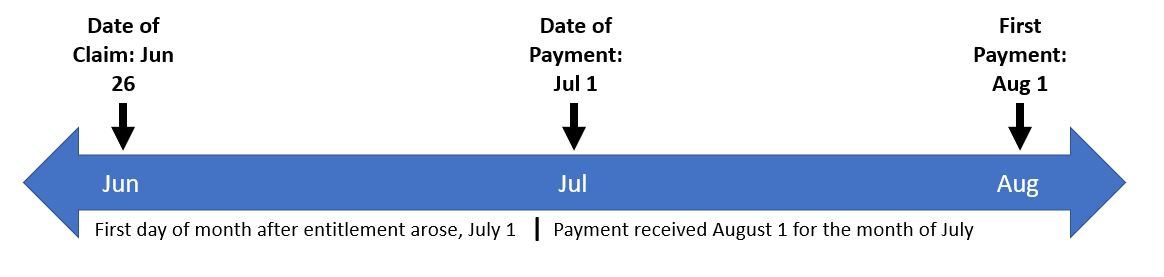 Date of
Claim: Jun
26
Date of
Payment:
Jul 1
First
Payment:
Aug 1
Jun
Jul
Aug
First day of month after entitlement arose, July 1
Payment received August 1 for the month of July